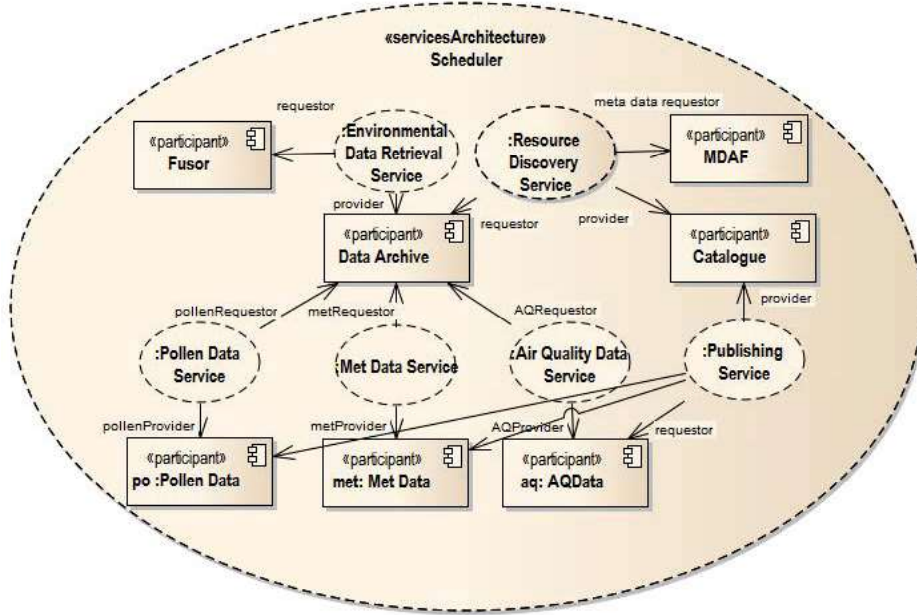 «servicesArchitecture»
Scheduler
requestor
meta data requestor
«participant»
Fusor
:Environmental
Data Retrieval
Service
:Resource
Discovery
Service
«participant»
MDAF
provider
requestor
provider
«participant»
Data Archive
«participant»
Catalogue
pollenRequestor
metRequestor
AQRequestor
provider
:Pollen Data
Service
:Met Data Service
:Air Quality Data
Service
:Publishing
Service
pollenProvider
metProvider
AQProvider
requestor
«participant»
po :Pollen Data
«participant»
met: Met Data
«participant»
aq: AQData